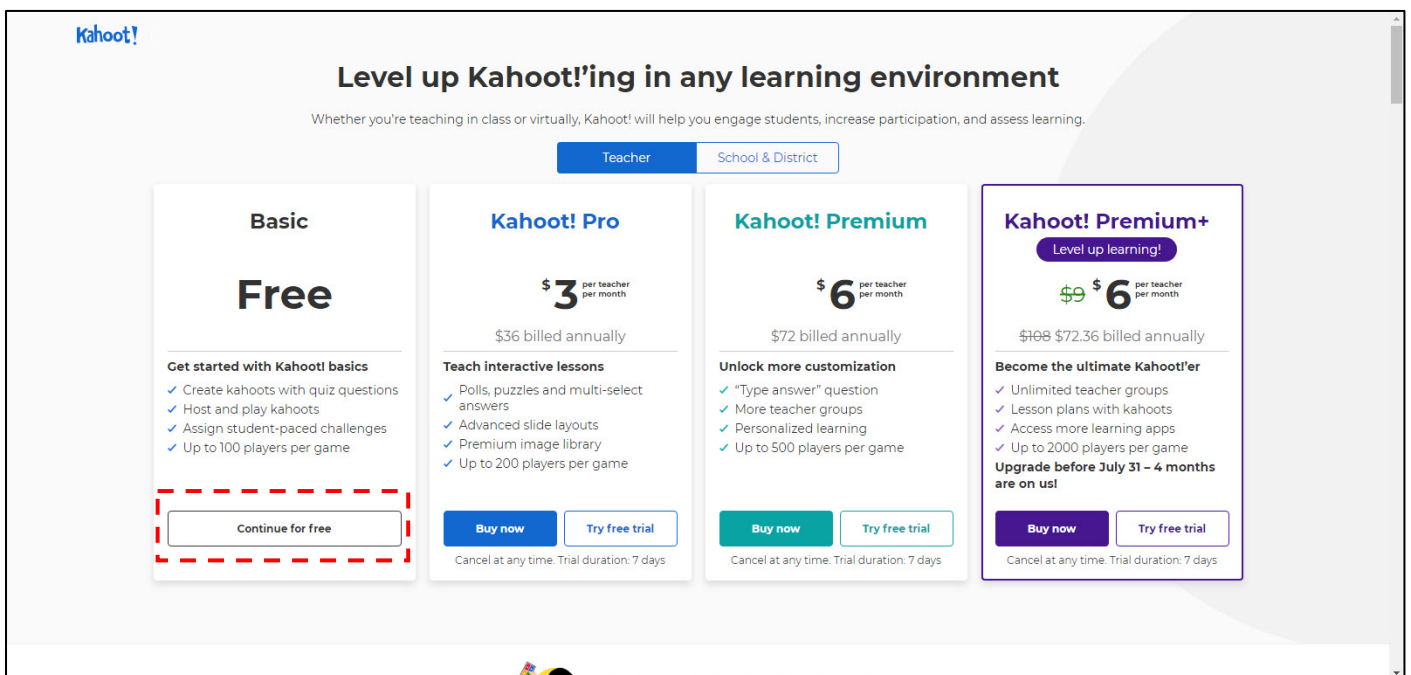 Kahoot!
Level up Kahoot!'ing in any learning environment
Whether you're teaching in class or virtually, Kahoot! will help you engage students, increase participation, and assess learning.
Teacher
School & District
Basic
Free
Get started with Kahoot! basics
Create kahoots with quiz questions
Host and play kahoots
Assign student-paced challenges
Up to 100 players per game
Continue for free
Kahoot! Pro
$3 per teacher
per month
$36 billed annually
Teach interactive lessons
Polls, puzzles and multi-select
answers
Advanced slide layouts
Premium image library
Up to 200 players per game
Buy now
Try free trial
Cancel at any time. Trial duration: 7 days
Kahoot! Premium
$6 per teacher
per month
$72 billed annually
Unlock more customization
"Type answer" question
More teacher groups
Personalized learning
Up to 500 players per game
Buy now
Try free trial
Cancel at any time. Trial duration: 7 days
Kahoot! Premium+
Level up learning!
$9 $6 per teacher
per month
$108 $72.36 billed annually
Become the ultimate Kahoot!'er
Unlimited teacher groups
Lesson plans with kahoots
Access more learning apps
Up to 2000 players per game
Upgrade before July 31 – 4 months
are on us!
Buy now
Try free trial
Cancel at any time. Trial duration: 7 days